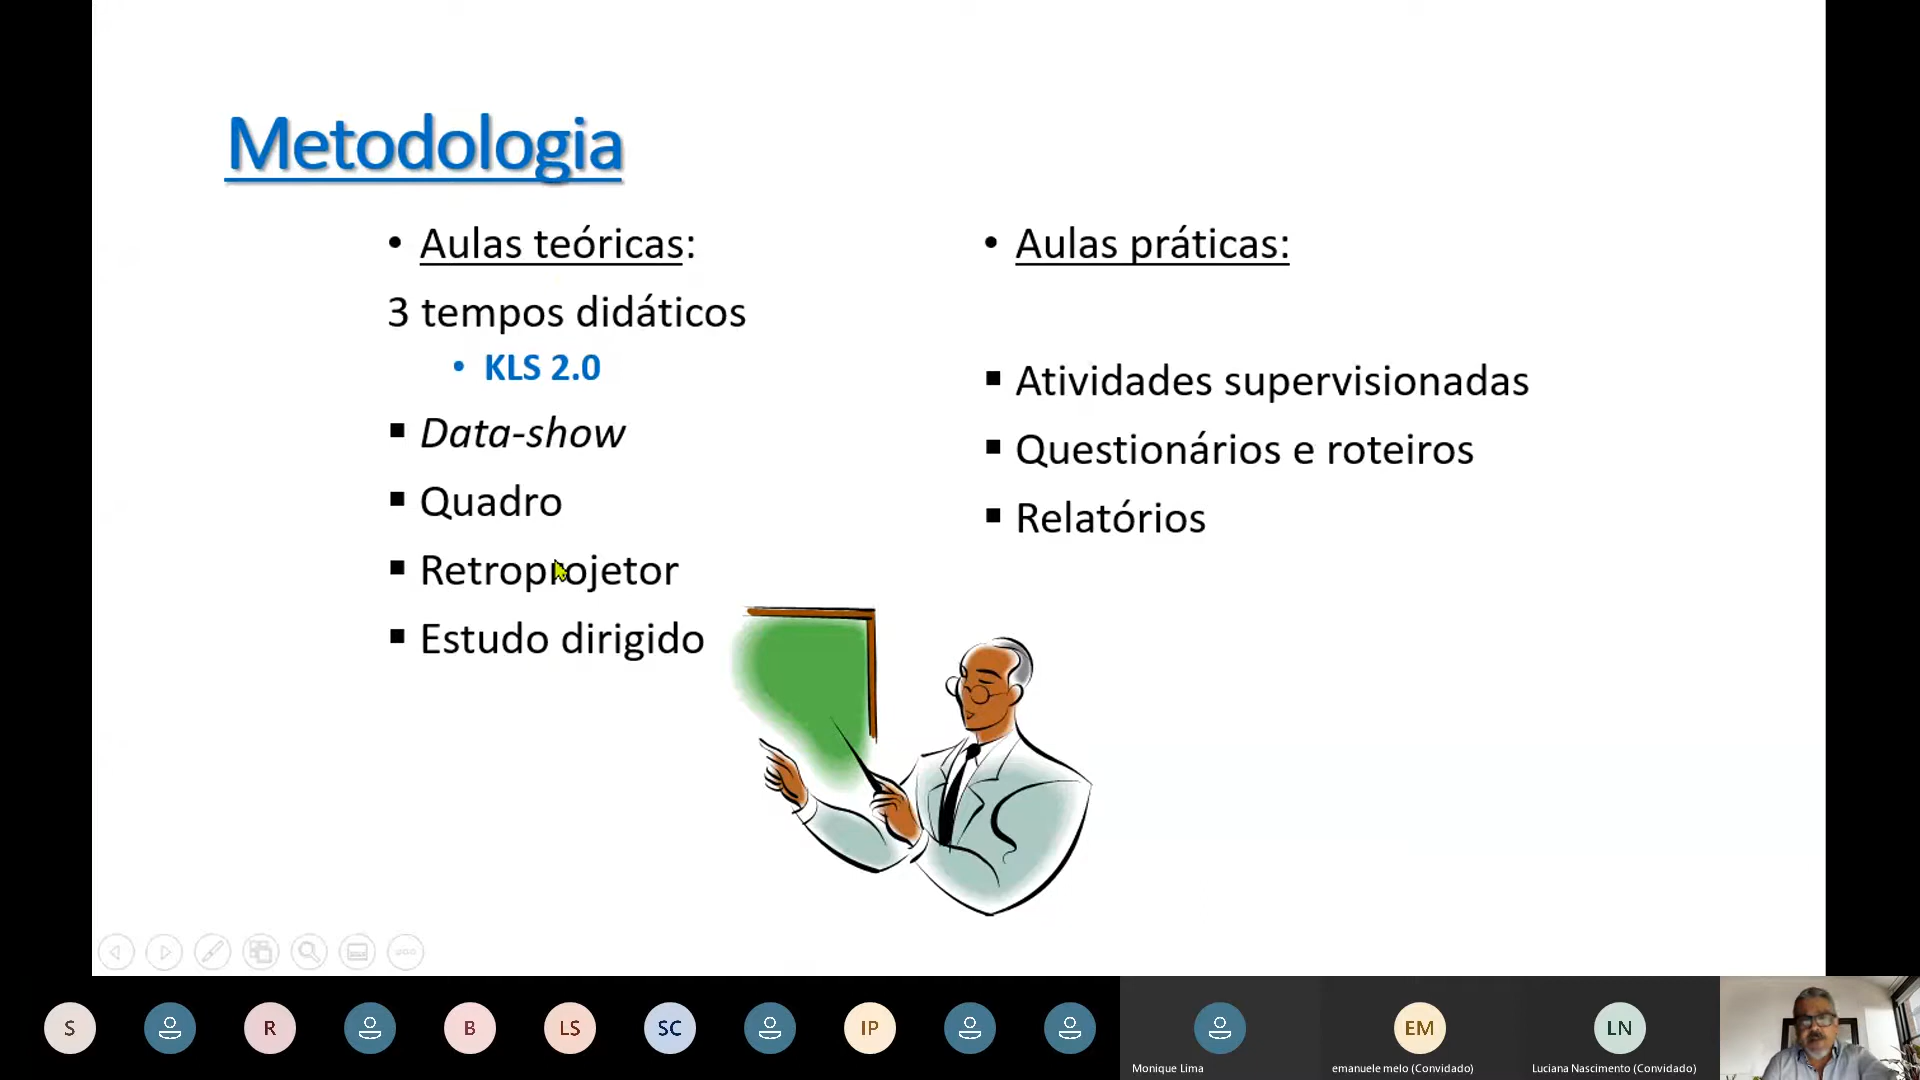 Metodologia
• Aulas teóricas:
3 tempos didáticos
• KLS 2.0
▪ Data-show
▪ Quadro
▪ Retroprojetor
▪ Estudo dirigido
• Aulas práticas:
▪ Atividades supervisionadas
▪ Questionários e roteiros
▪ Relatórios
S
R
B
LS
SC
IP
EM
LN
Monique Lima
emanuele melo (Convidado)
Luciana Nascimento (Convidado)